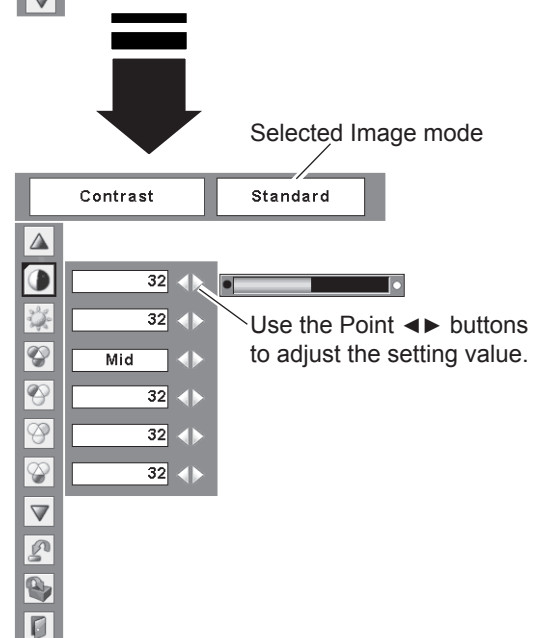 Selected Image mode
Contrast Standard
32
32
Use the Point ◄► buttons
to adjust the setting value.
Mid
32
32
32